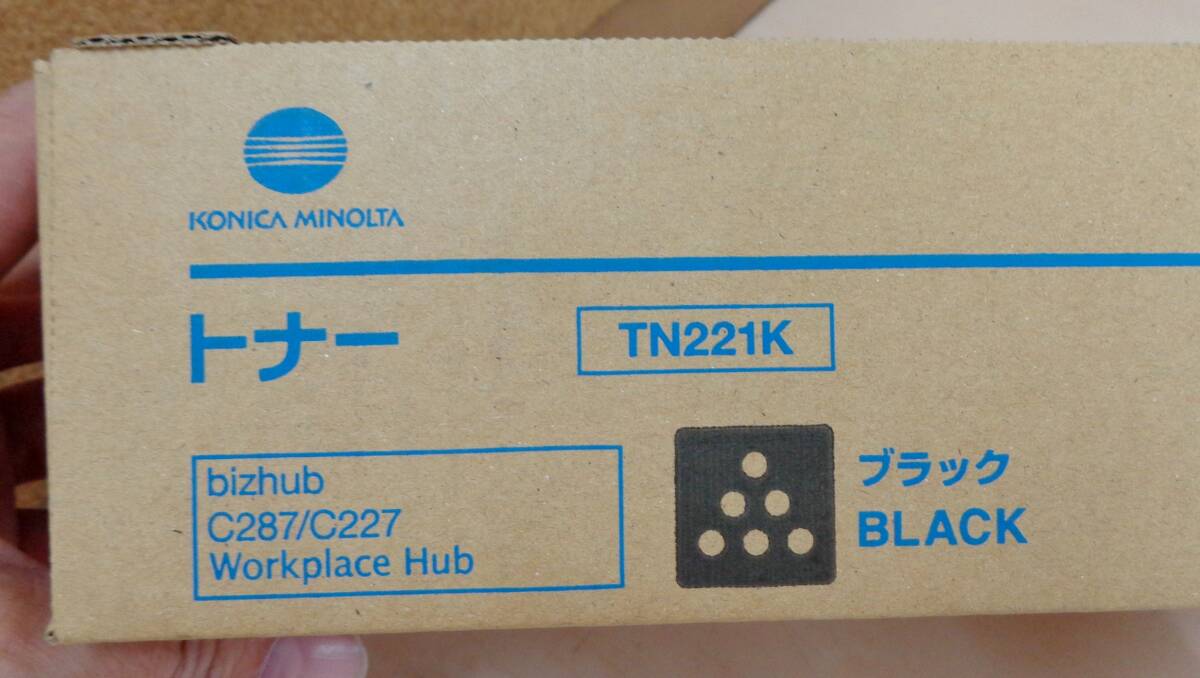 KONICA MINOLTA
トナー
TN221K
bizhub
C287/C227
Workplace Hub
ブラック
BLACK